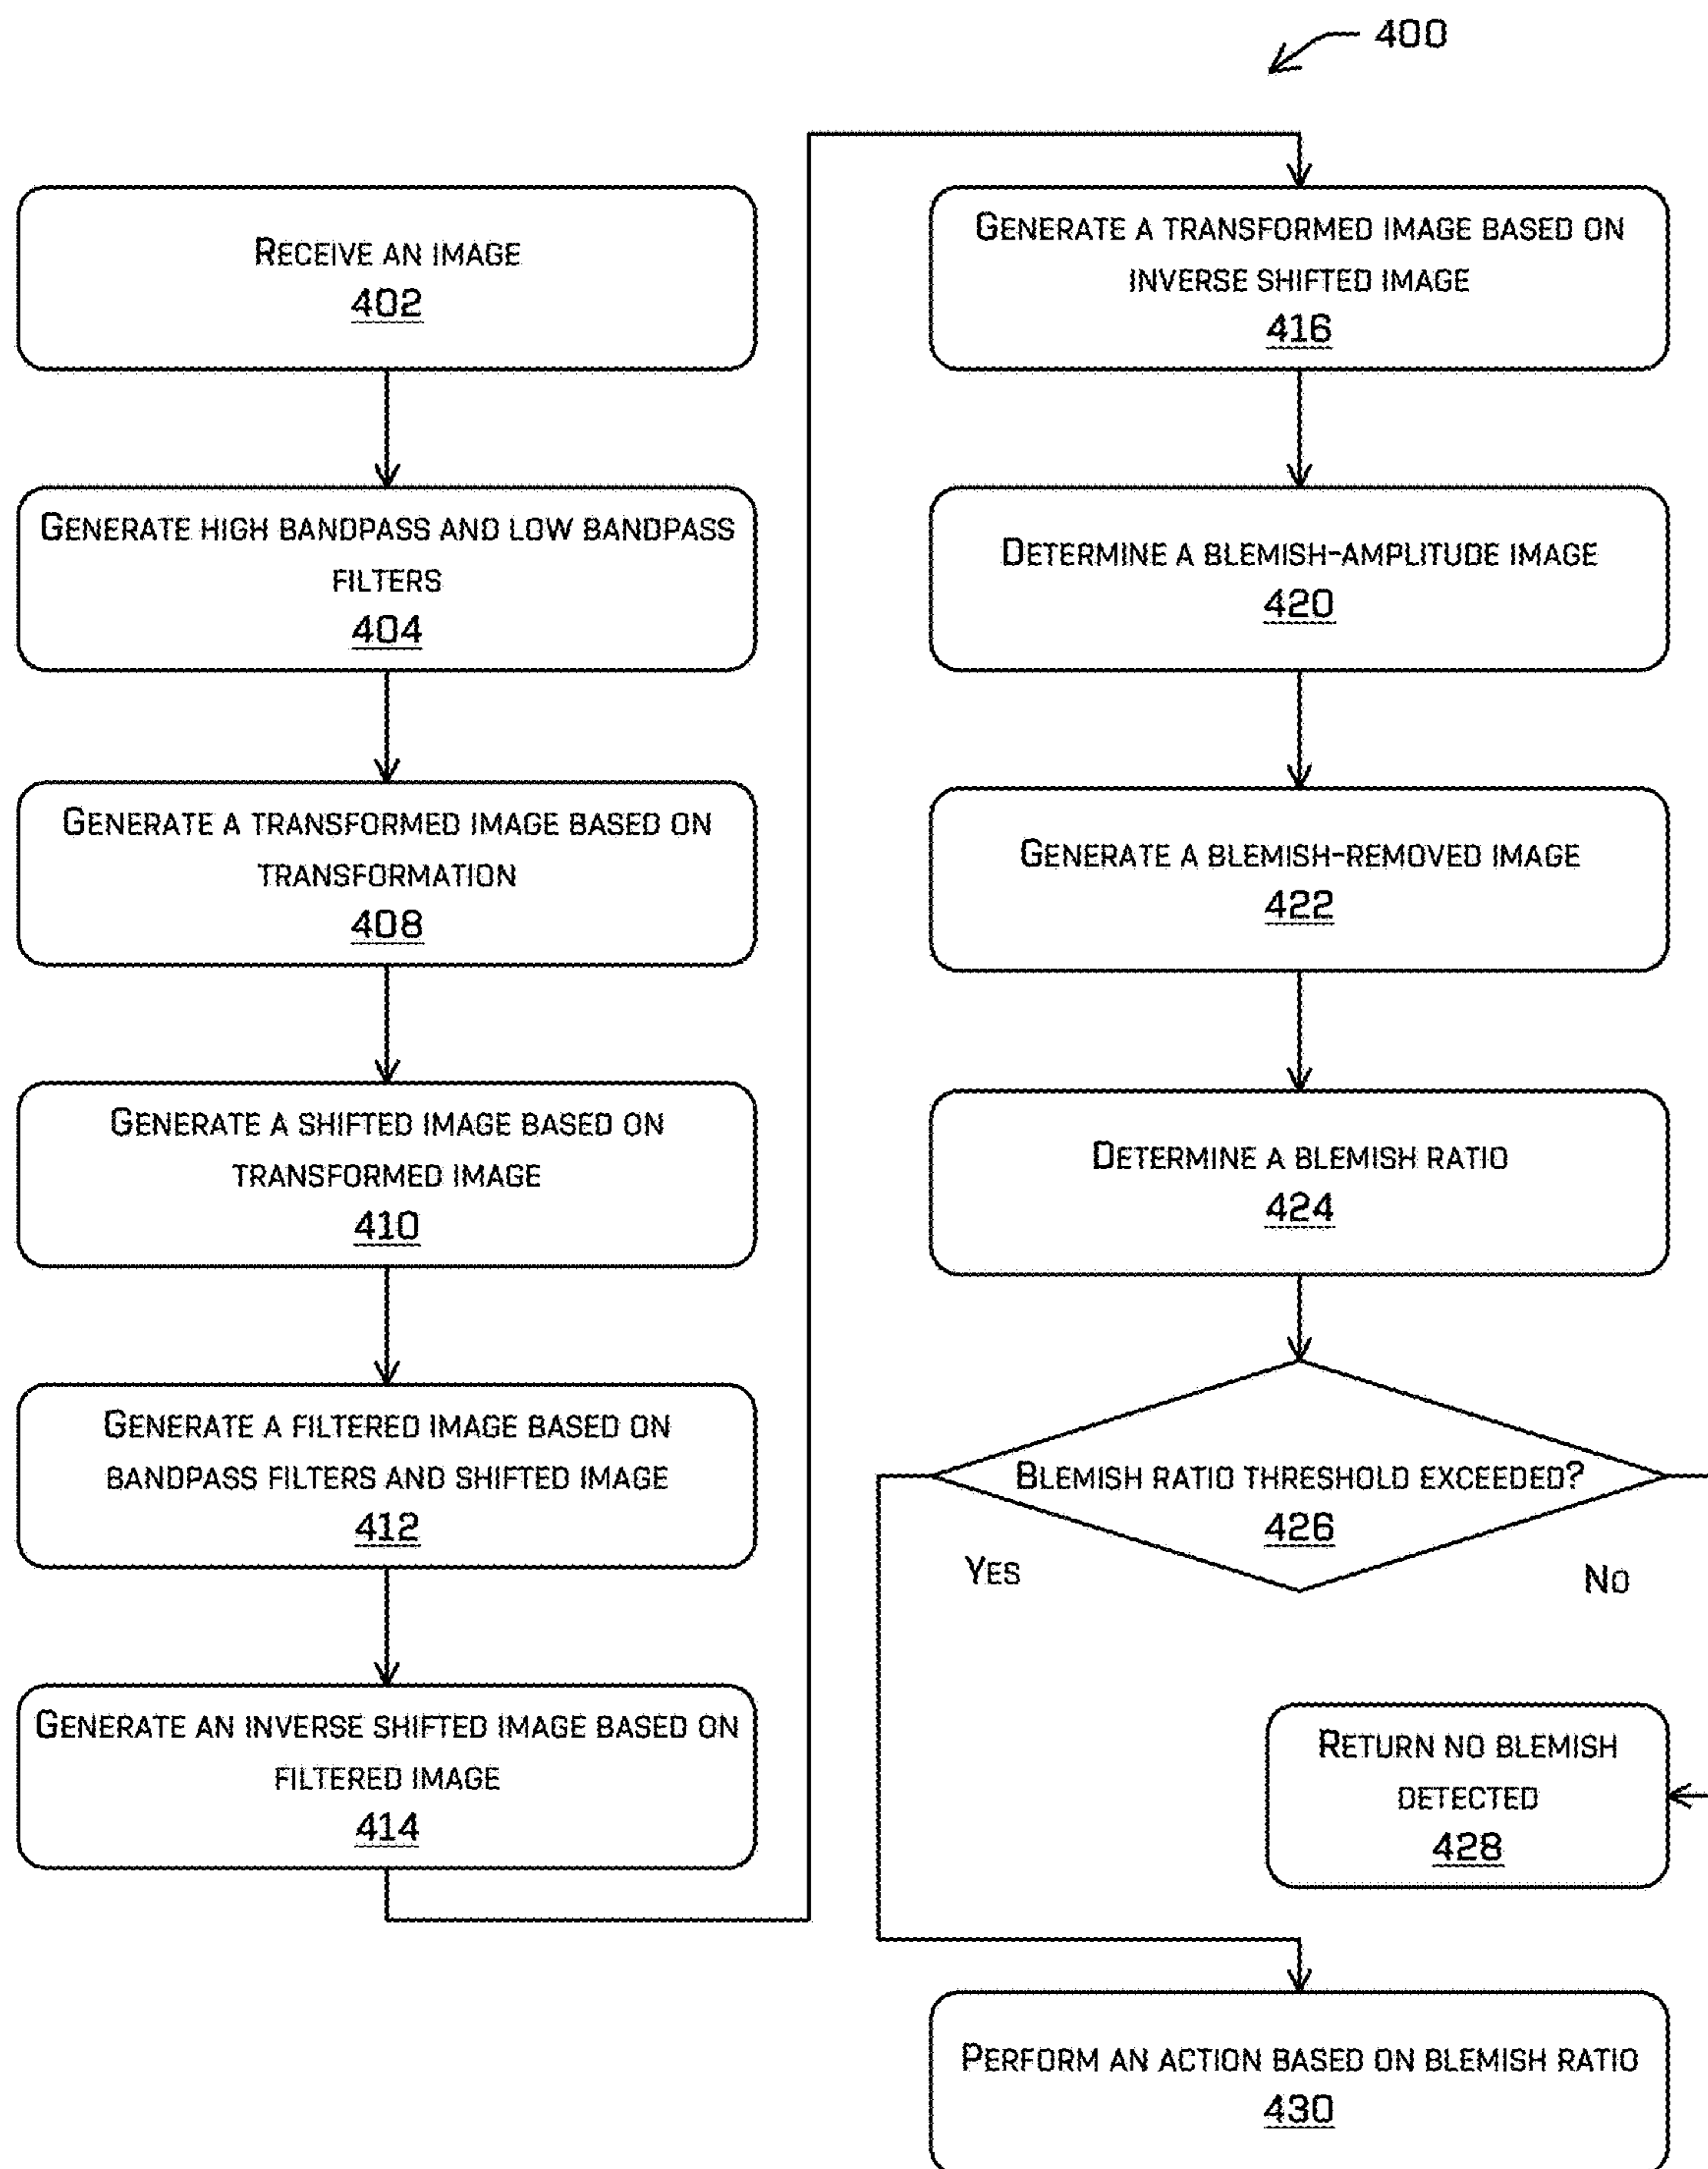 400
RECEIVE AN IMAGE
402
GENERATE HIGH BANDPASS AND LOW BANDPASS
FILTERS
404
GENERATE A TRANSFORMED IMAGE BASED ON
TRANSFORMATION
408
GENERATE A SHIFTED IMAGE BASED ON
TRANSFORMED IMAGE
410
GENERATE A FILTERED IMAGE BASED ON
BANDPASS FILTERS AND SHIFTED IMAGE
412
GENERATE AN INVERSE SHIFTED IMAGE BASED ON
FILTERED IMAGE
414
GENERATE A TRANSFORMED IMAGE BASED ON
INVERSE SHIFTED IMAGE
416
DETERMINE A BLEMISH-AMPLITUDE IMAGE
420
GENERATE A BLEMISH-REMOVED IMAGE
422
DETERMINE A BLEMISH RATIO
424
BLEMISH RATIO THRESHOLD EXCEEDED?
426
YES
NO
RETURN NO BLEMISH
DETECTED
428
PERFORM AN ACTION BASED ON BLEMISH RATIO
430